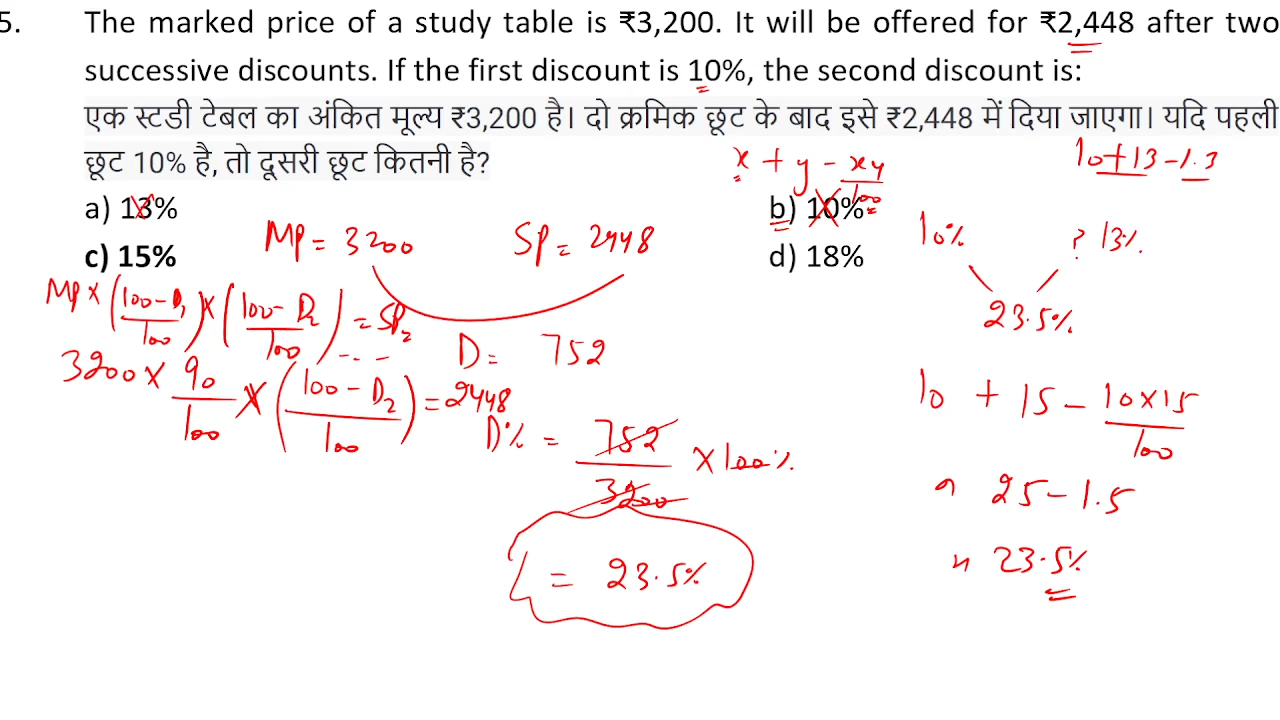 5. The marked price of a study table is ₹3,200. It will be offered for ₹2,448 after two
successive discounts. If the first discount is 10%, the second discount is:
एक स्टडी टेबल का अंकित मूल्य ₹3,200 है। दो क्रमिक छूट के बाद इसे ₹2,448 में दिया जाएगा। यदि पहली
छूट 10% है, तो दूसरी छूट कितनी है?
x + y - xy/100
10+13-1.3
a) 13% b) 10%
c) 15% d) 18%
MP = 3200 SP = 2448
10% ? 13%
23.5%
MP × (100-D₁/100) × (100-D₂/100) = SP₂
D = 752
3200 × 90/100 × (100-D₂/100) = 2448
D% = 752/3200 × 100%
= 23.5%
10 + 15 - 10×15/100
25 - 1.5
23.5%